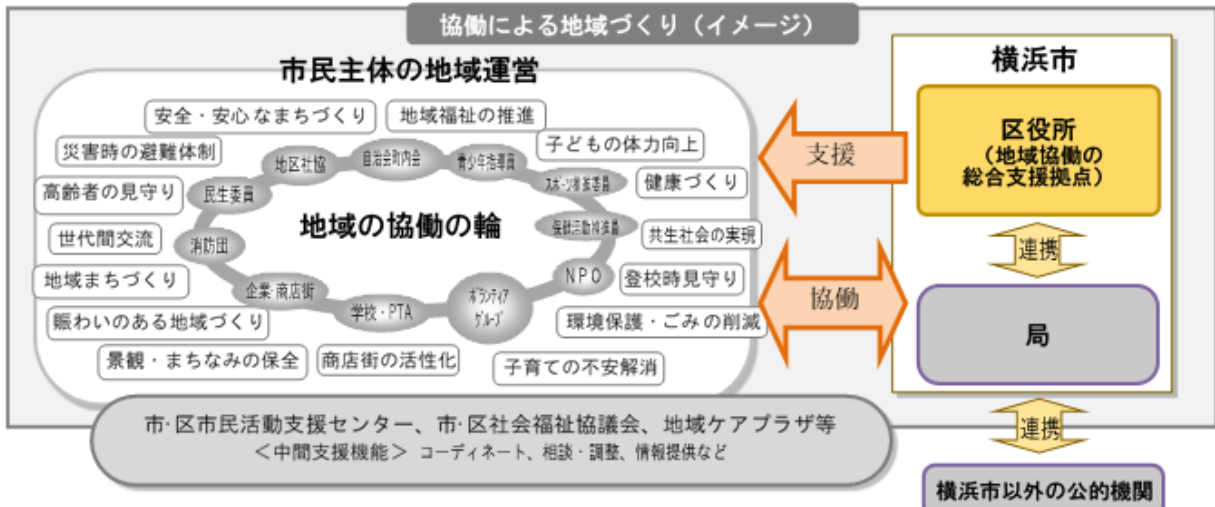 協働による地域づくり（イメージ）
市民主体の地域運営
安全・安心なまちづくり
地域福祉の推進
災害時の避難体制
子どもの体力向上
高齢者の見守り
健康づくり
世代間交流
共生社会の実現
地域まちづくり
登校時見守り
賑わいのある地域づくり
環境保護・ごみの削減
景観・まちなみの保全
商店街の活性化
子育ての不安解消
地区社協
自治会町内会
青少年指導員
スポーツ推進委員
民生委員
保健活動推進員
消防団
NPO
企業・商店街
学校・PTA
ボランティア
グループ
地域の協働の輪
支援
協働
横浜市
区役所
（地域協働の
総合支援拠点）
連携
局
連携
横浜市以外の公的機関
市・区市民活動支援センター、市・区社会福祉協議会、地域ケアプラザ等
＜中間支援機能＞ コーディネート、相談・調整、情報提供など